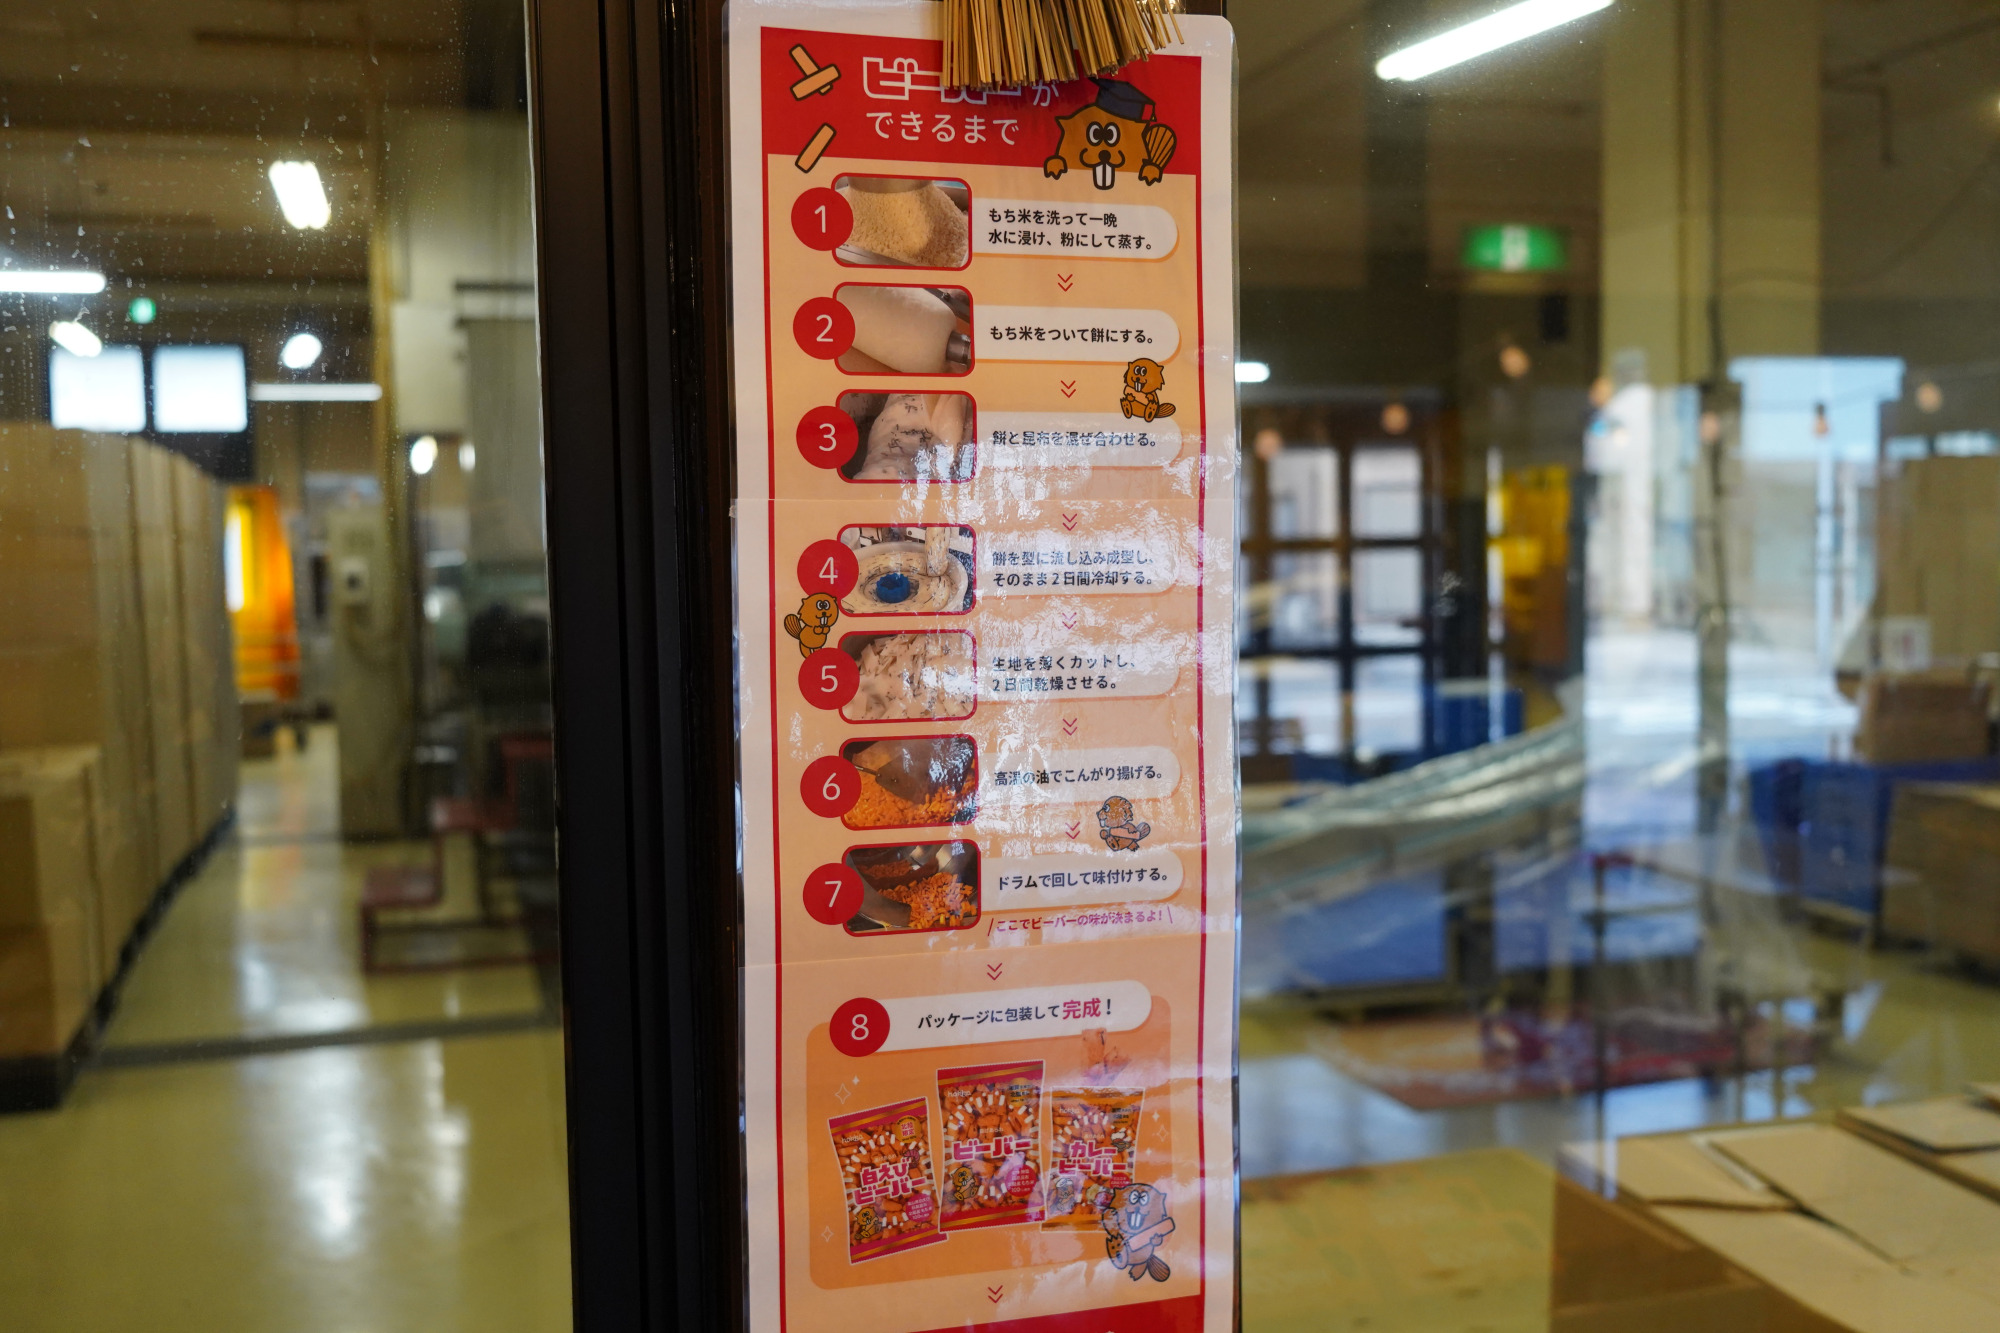 ビーバーが
できるまで
1
もち米を洗って一晩
水に浸け、粉にして蒸す。
2
もち米をついて餅にする。
3
餅と昆布を混ぜ合わせる。
4
餅を型に流し込み成型し、
そのまま2日間冷却する。
5
生地を薄くカットし、
2日間乾燥させる。
6
高温の油でこんがり揚げる。
7
ドラムで回して味付けする。
ここでビーバーの味が決まるよ!
8
パッケージに包装して完成!
hokka
白えび
ビーバー
hokka
ビーバー
カレー
ビーバー